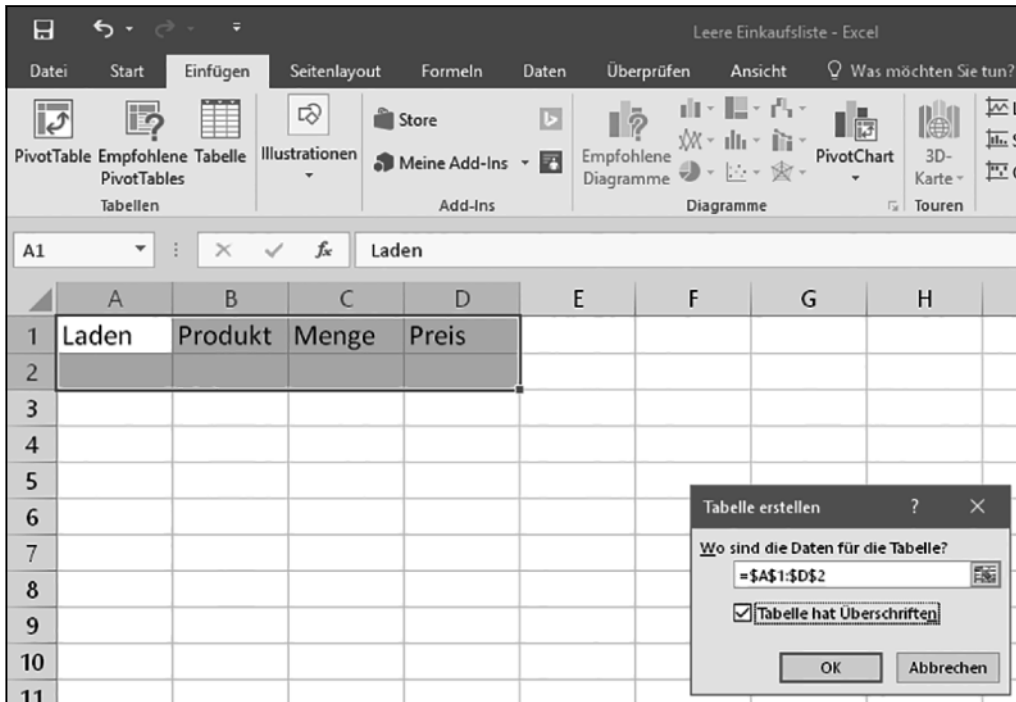 Leere Einkaufsliste - Excel
Datei Start Einfügen Seitenlayout Formeln Daten Überprüfen Ansicht Was möchten Sie tun?
PivotTable Empfohlene PivotTables Tabelle Illustrationen Store Meine Add-Ins Empfohlene Diagramme PivotChart 3D-Karte
Tabellen Add-Ins Diagramme Touren
A1 fx Laden
A B C D E F G H
1 Laden Produkt Menge Preis
2
3
4
5
6
7
8
9
10
11
Tabelle erstellen ?
Wo sind die Daten für die Tabelle?
=$A$1:$D$2
Tabelle hat Überschriften
OK Abbrechen